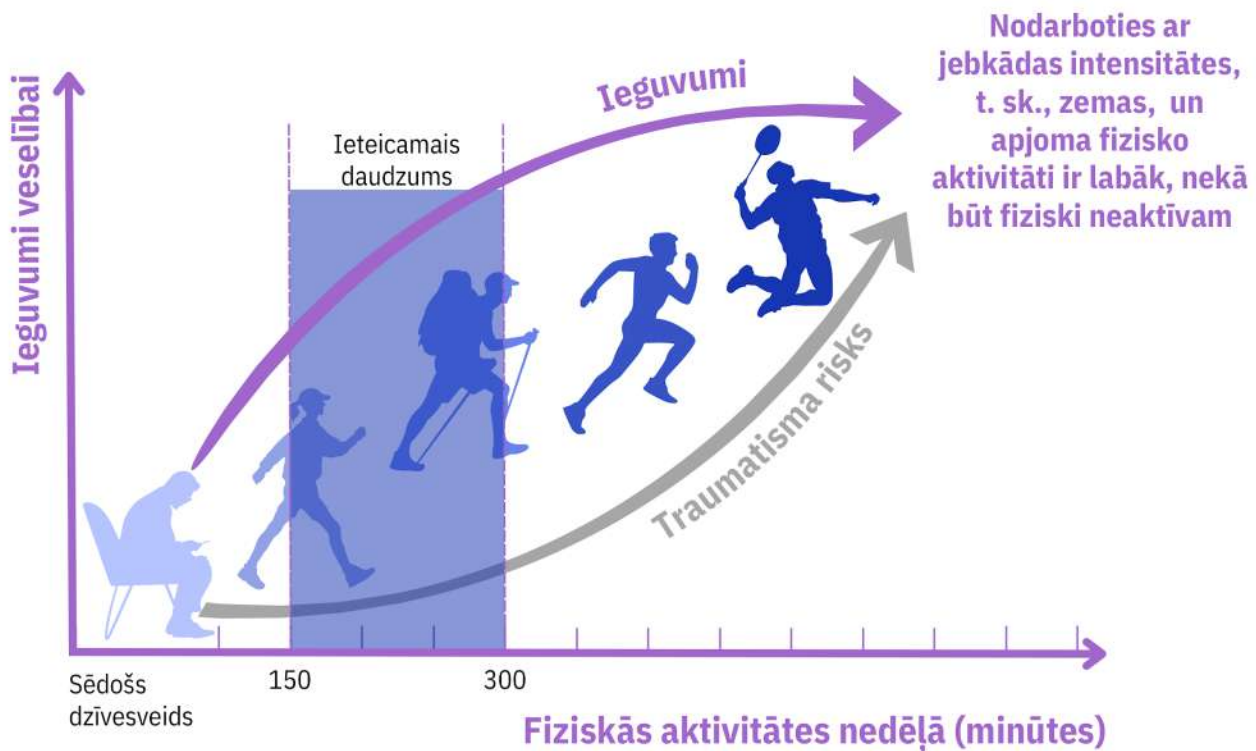 Nodarboties ar
jebkādas intensitātes,
t. sk., zemas, un
apjoma fizisko
aktivitāti ir labāk, nekā
būt fiziski neaktīvam
Ieguvumi veselībai
Ieguvumi
Ieteicamais
daudzums
Traumatisma risks
Sēdošs
dzīvesveids
150
300
Fiziskās aktivitātes nedēļā (minūtes)